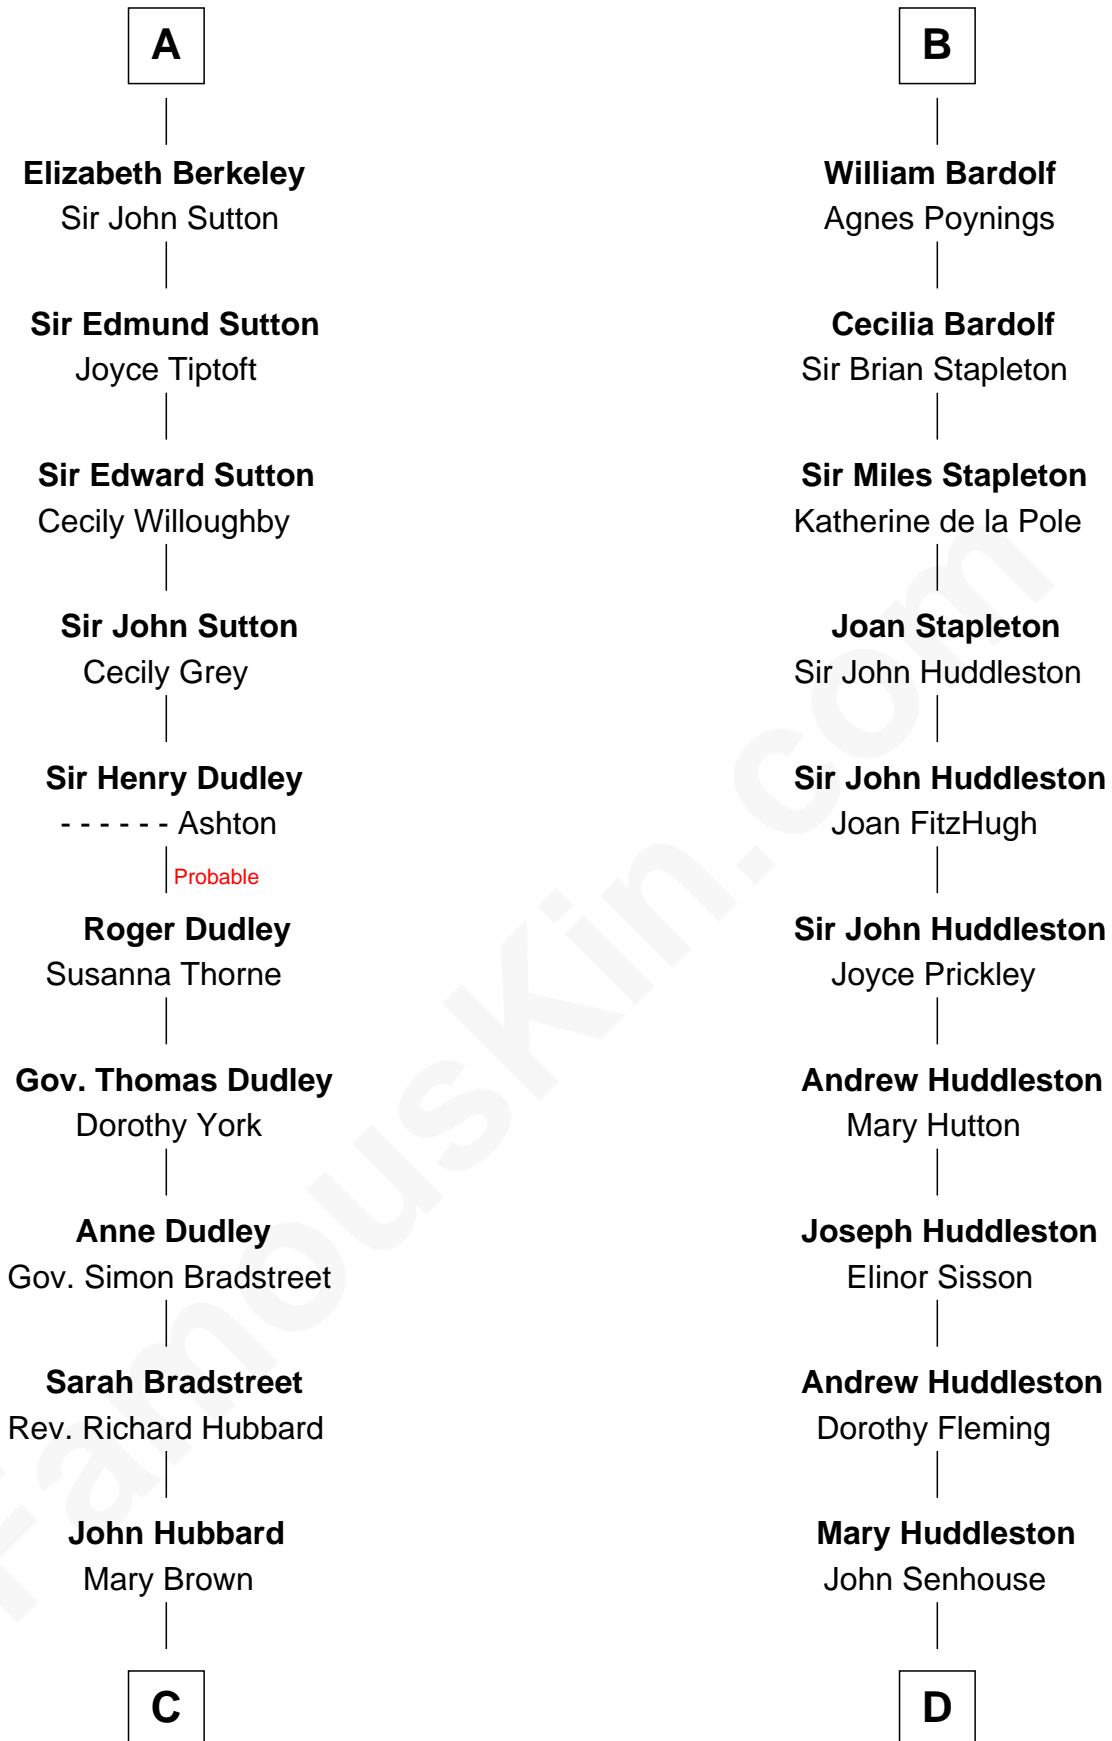 A
Elizabeth Berkeley
Sir John Sutton
Sir Edmund Sutton
Joyce Tiptoft
Sir Edward Sutton
Cecily Willoughby
Sir John Sutton
Cecily Grey
Sir Henry Dudley
- - - - - - Ashton
Probable
Roger Dudley
Susanna Thorne
Gov. Thomas Dudley
Dorothy York
Anne Dudley
Gov. Simon Bradstreet
Sarah Bradstreet
Rev. Richard Hubbard
John Hubbard
Mary Brown
C
B
William Bardolf
Agnes Poynings
Cecilia Bardolf
Sir Brian Stapleton
Sir Miles Stapleton
Katherine de la Pole
Joan Stapleton
Sir John Huddleston
Sir John Huddleston
Joan FitzHugh
Sir John Huddleston
Joyce Prickley
Andrew Huddleston
Mary Hutton
Joseph Huddleston
Elinor Sisson
Andrew Huddleston
Dorothy Fleming
Mary Huddleston
John Senhouse
D
FamousKin.com